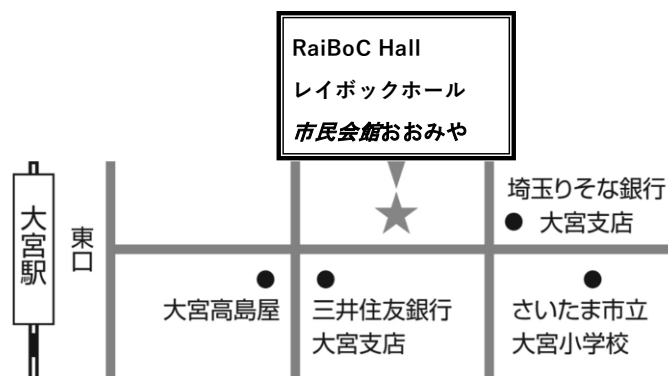 RaiBoC Hall
レイボックホール
市民会館おおみや
大宮駅
東口
埼玉りそな銀行
大宮支店
大宮高島屋
三井住友銀行
大宮支店
さいたま市立
大宮小学校